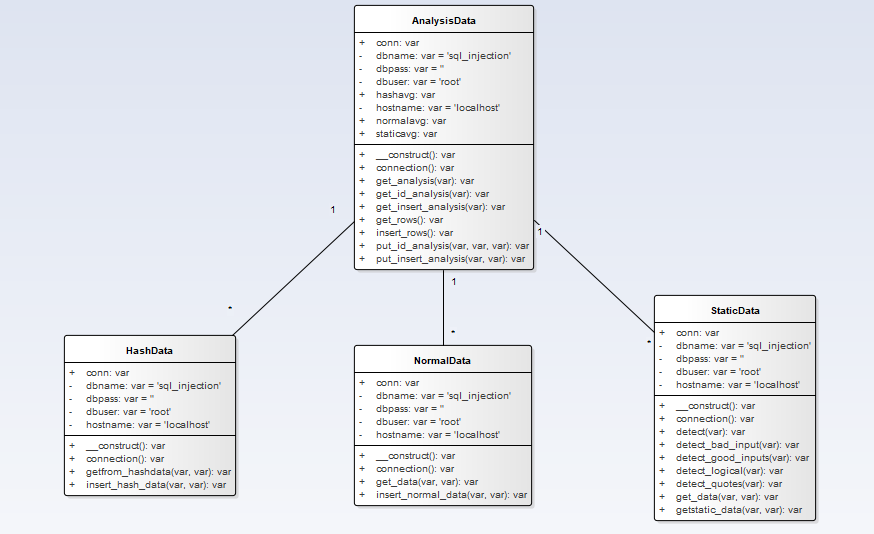 AnalysisData
+ conn: var
- dbname: var = 'sql_injection'
- dbpass: var = ''
- dbuser: var = 'root'
+ hashavg: var
- hostname: var = 'localhost'
+ normalavg: var
+ staticavg: var
+ __construct(): var
+ connection(): var
+ get_analysis(var): var
+ get_id_analysis(var): var
+ get_insert_analysis(var): var
+ get_rows(): var
+ insert_rows(): var
+ put_id_analysis(var, var, var): var
+ put_insert_analysis(var, var): var
1
1
1
*
*
*
HashData
+ conn: var
- dbname: var = 'sql_injection'
- dbpass: var = ''
- dbuser: var = 'root'
- hostname: var = 'localhost'
+ __construct(): var
+ connection(): var
+ getfrom_hashdata(var, var): var
+ insert_hash_data(var, var): var
NormalData
+ conn: var
- dbname: var = 'sql_injection'
- dbpass: var = ''
- dbuser: var = 'root'
- hostname: var = 'localhost'
+ __construct(): var
+ connection(): var
+ get_data(var, var): var
+ insert_normal_data(var, var): var
StaticData
+ conn: var
- dbname: var = 'sql_injection'
- dbpass: var = ''
- dbuser: var = 'root'
- hostname: var = 'localhost'
+ __construct(): var
+ connection(): var
+ detect(var): var
+ detect_bad_input(var): var
+ detect_good_inputs(var): var
+ detect_logical(var): var
+ detect_quotes(var): var
+ get_data(var, var): var
+ getstatic_data(var, var): var